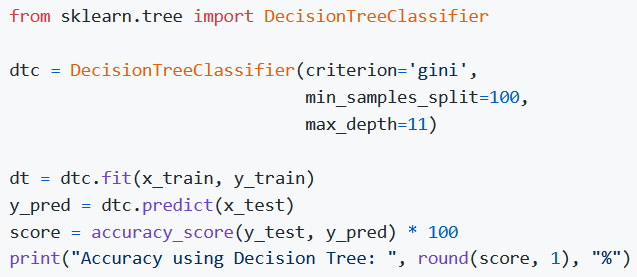 from sklearn.tree import DecisionTreeClassifier
dtc = DecisionTreeClassifier(criterion='gini',
min_samples_split=100,
max_depth=11)
dt = dtc.fit(x_train, y_train)
y_pred = dtc.predict(x_test)
score = accuracy_score(y_test, y_pred) * 100
print("Accuracy using Decision Tree: ", round(score, 1), "%")